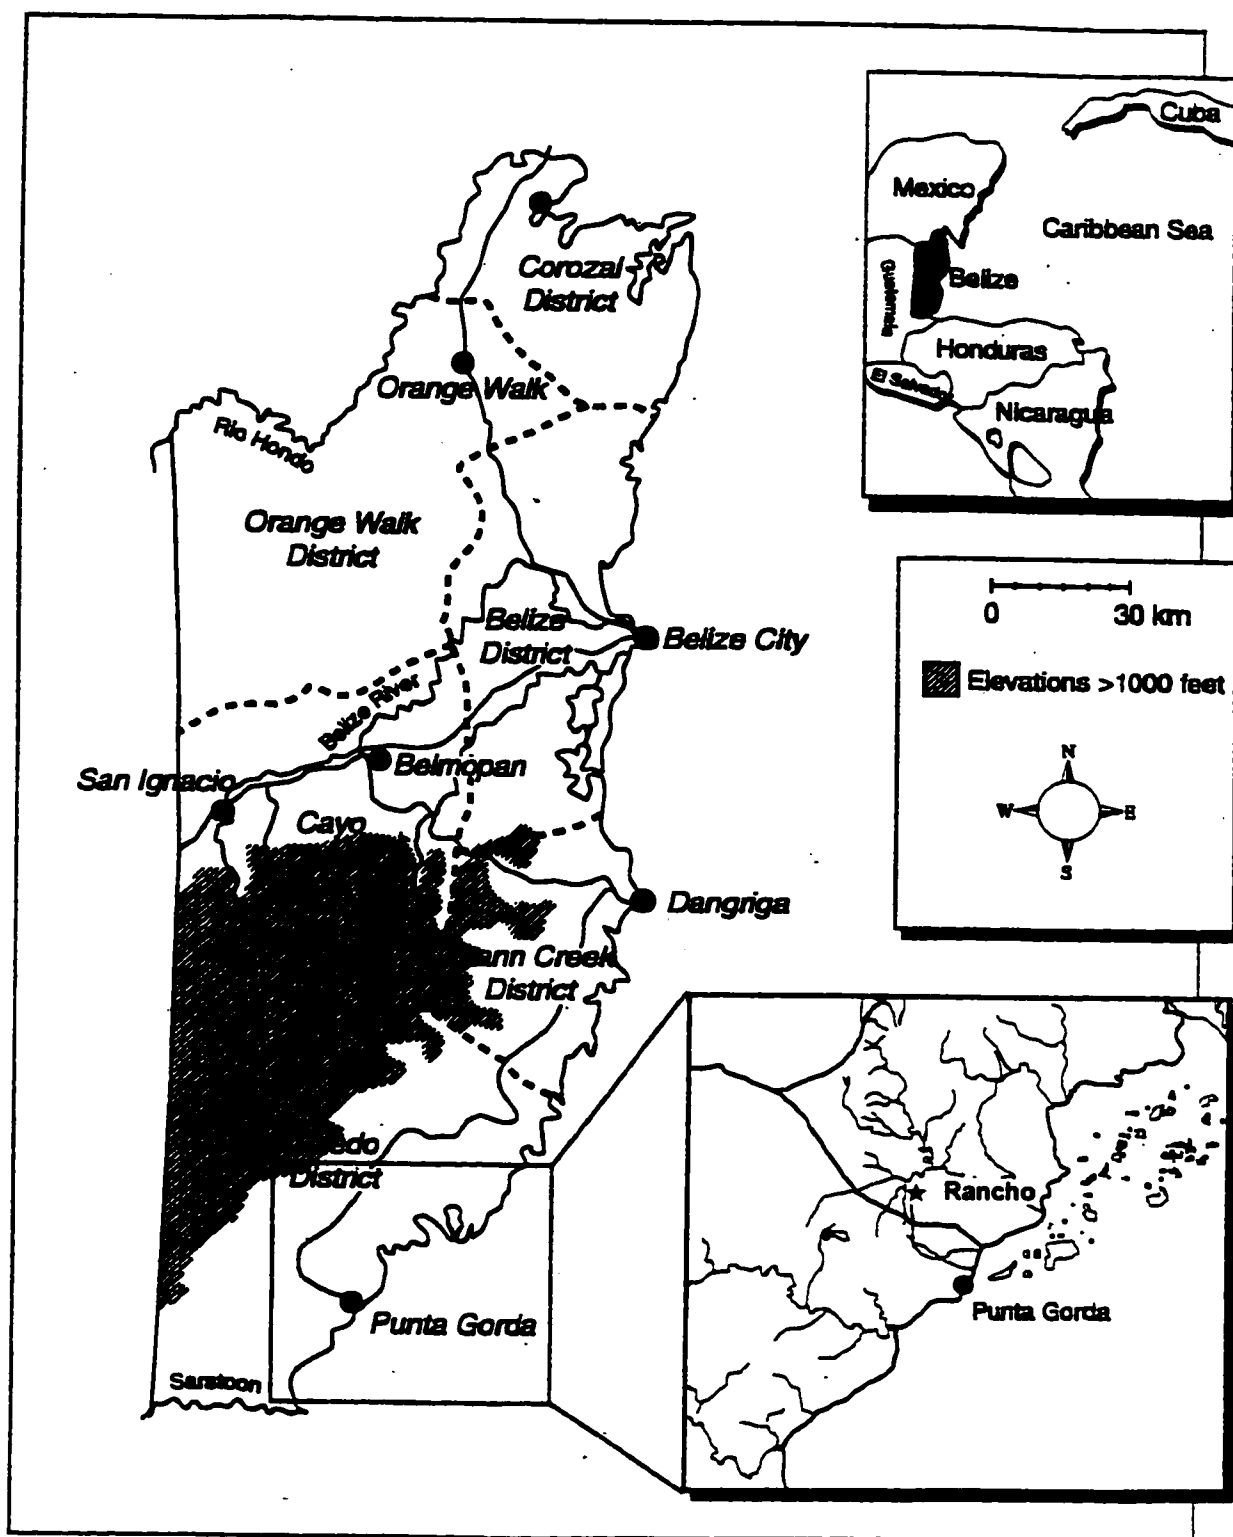 Cuba
Mexico
Caribbean Sea
Guatemala
Belize
Honduras
El Salvador
Nicaragua
Corozal
District
Orange Walk
Rio Hondo
Orange Walk
District
0 30 km
Belize
District
Belize City
Elevations >1000 feet
Belize River
N
W E
S
San Ignacio
Belmopan
Cayo
Dangriga
ann Creek
District
edo
District
Rancho
Punta Gorda
Punta Gorda
Sarstoon